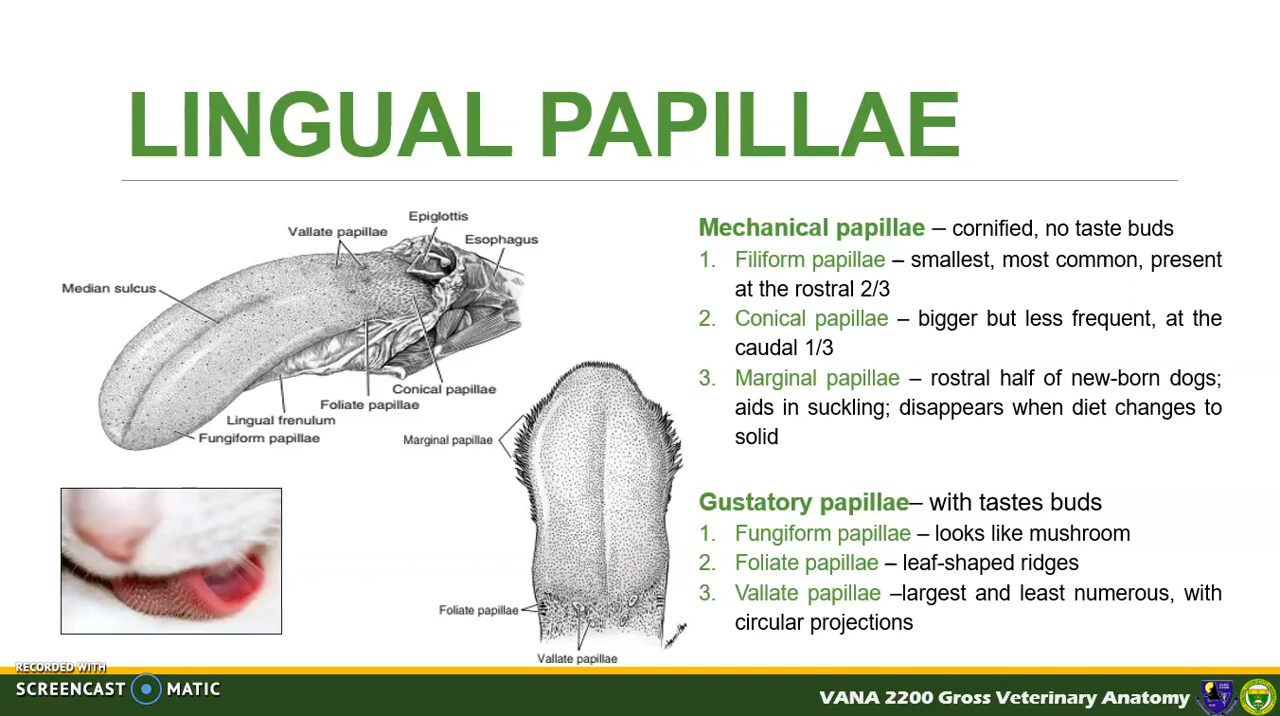 LINGUAL PAPILLAE
Epiglottis
Vallate papillae
Esophagus
Median sulcus
Conical papillae
Foliate papillae
Lingual frenulum
Fungiform papillae
Marginal papillae
Foliate papillae
Vallate papillae
Mechanical papillae – cornified, no taste buds
1. Filiform papillae – smallest, most common, present
at the rostral 2/3
2. Conical papillae – bigger but less frequent, at the
caudal 1/3
3. Marginal papillae – rostral half of new-born dogs;
aids in suckling; disappears when diet changes to
solid
Gustatory papillae– with tastes buds
1. Fungiform papillae – looks like mushroom
2. Foliate papillae – leaf-shaped ridges
3. Vallate papillae –largest and least numerous, with
circular projections
RECORDED WITH
SCREENCAST MATIC
VANA 2200 Gross Veterinary Anatomy